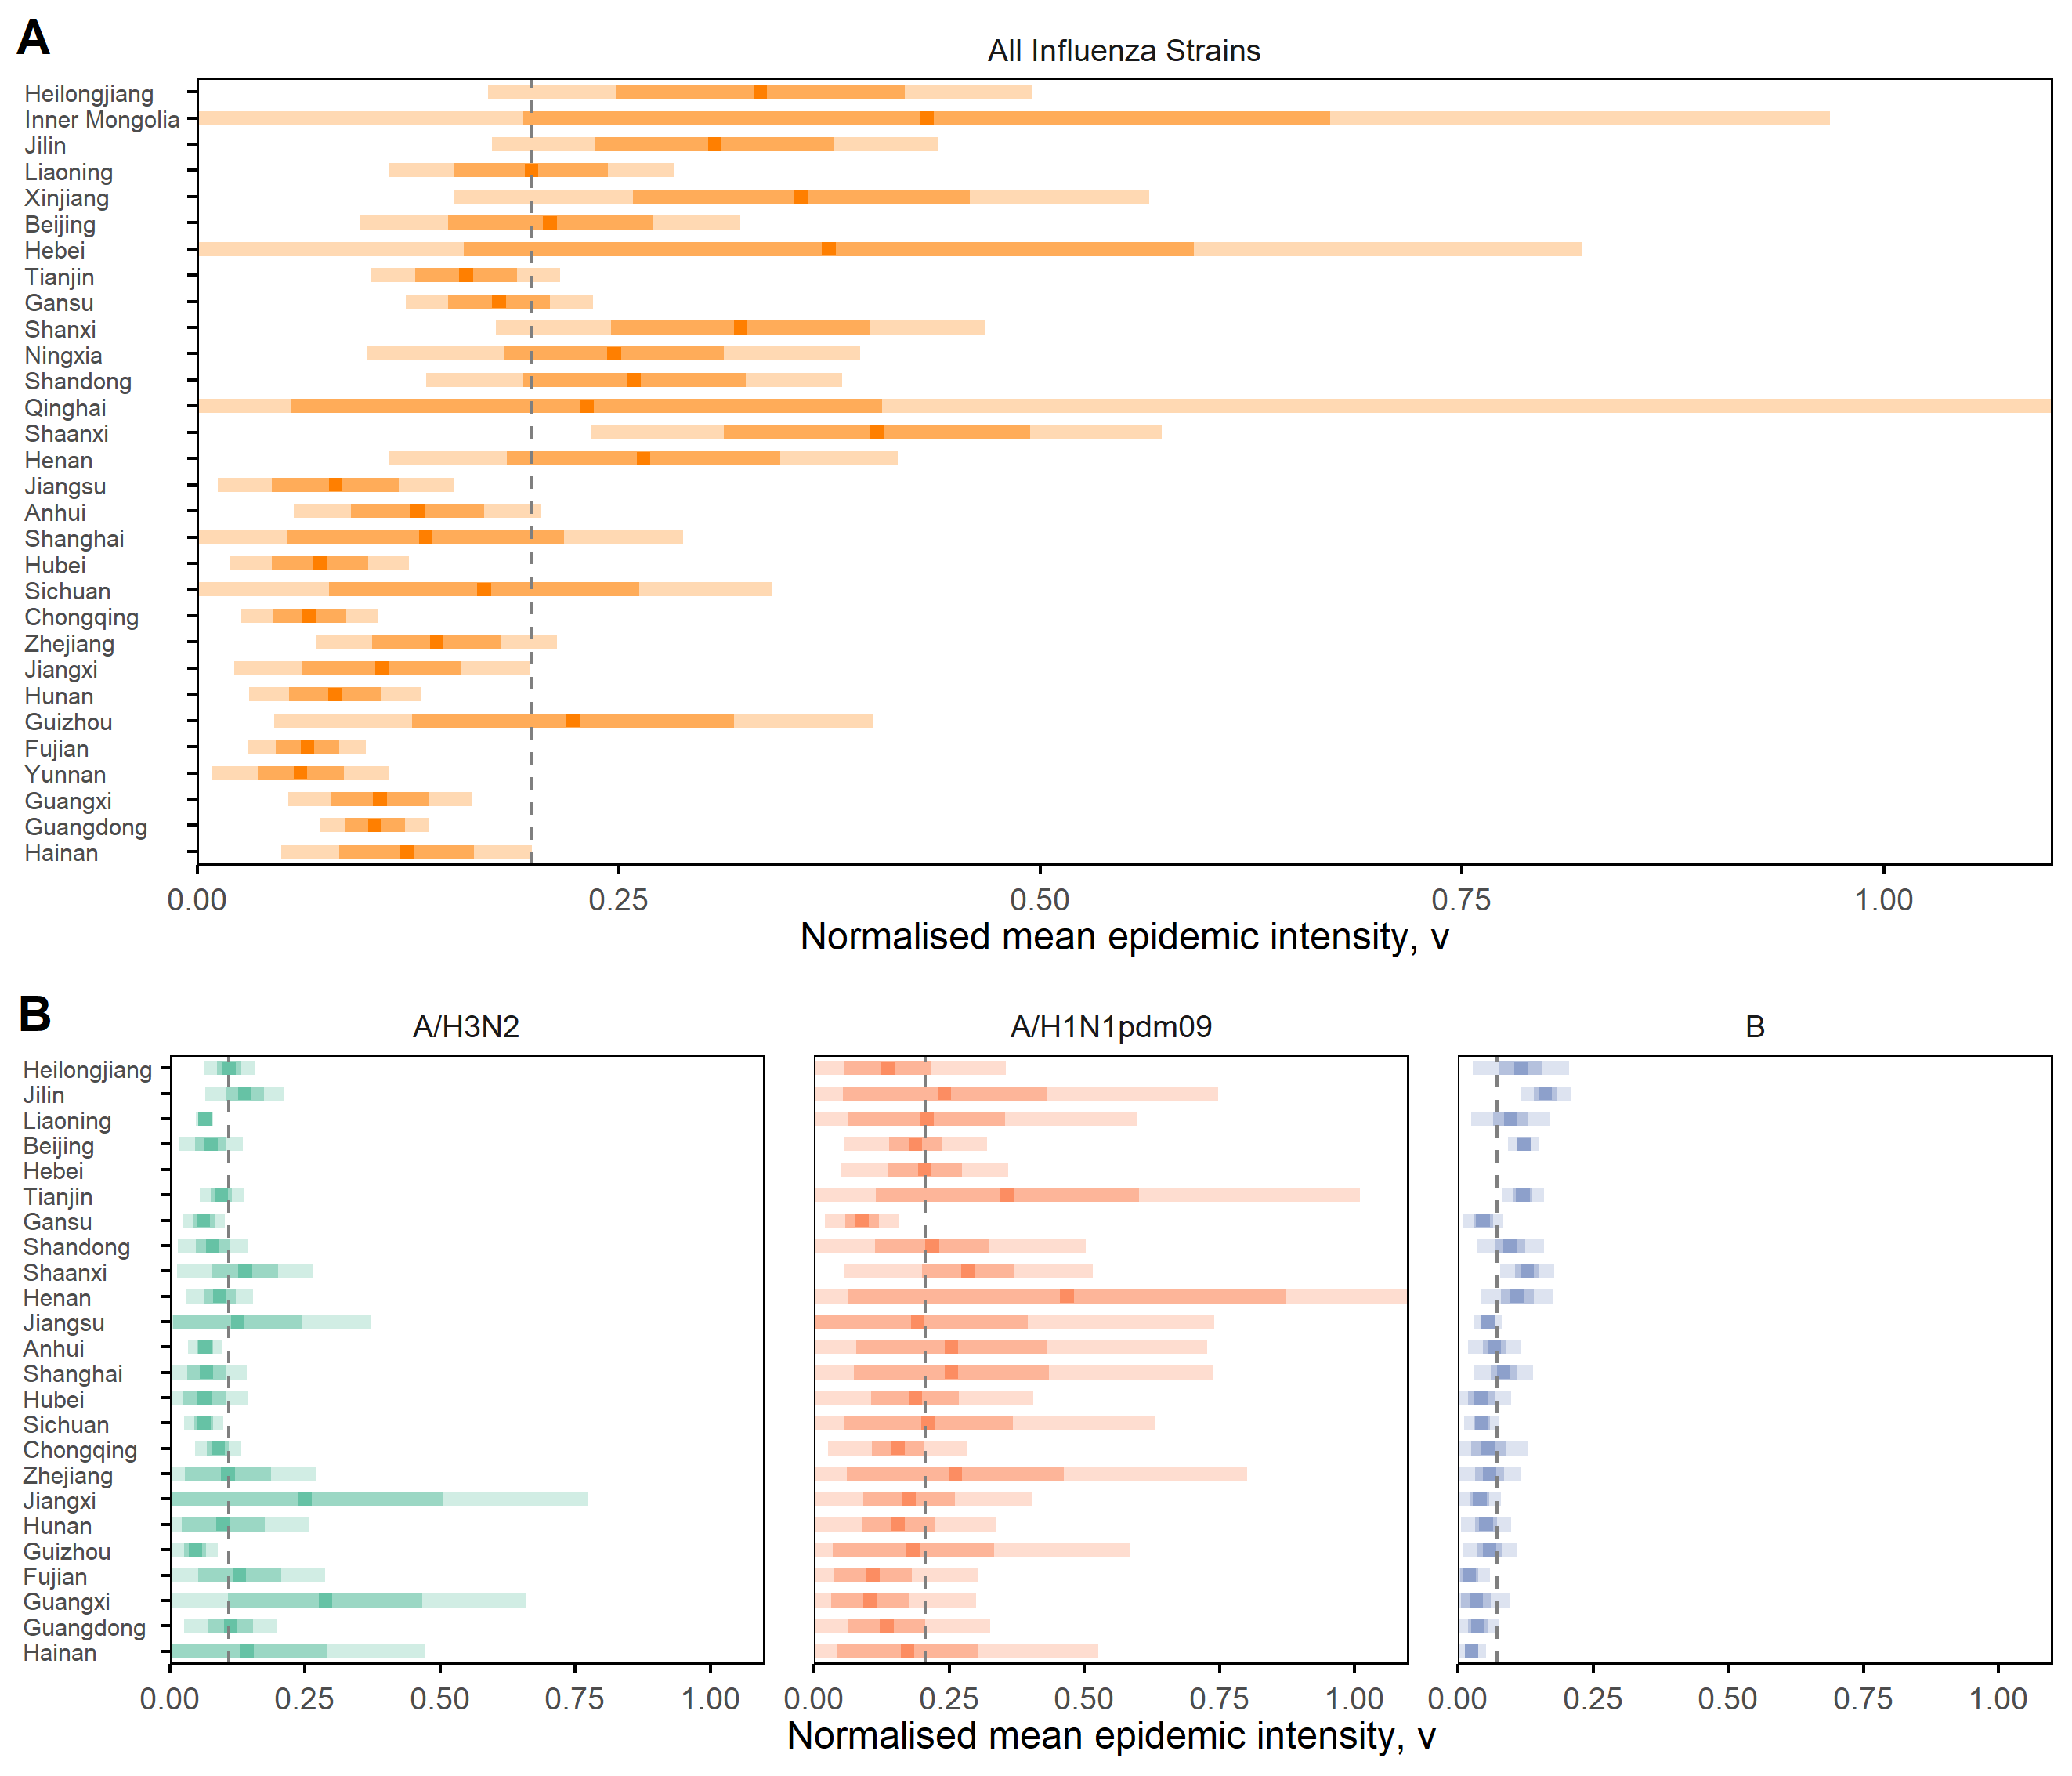 A
All Influenza Strains
Heilongjiang
Inner Mongolia
Jilin
Liaoning
Xinjiang
Beijing
Hebei
Tianjin
Gansu
Shanxi
Ningxia
Shandong
Qinghai
Shaanxi
Henan
Jiangsu
Anhui
Shanghai
Hubei
Sichuan
Chongqing
Zhejiang
Jiangxi
Hunan
Guizhou
Fujian
Yunnan
Guangxi
Guangdong
Hainan
0.00 0.25 0.50 0.75 1.00
Normalised mean epidemic intensity, v
B
A/H3N2 A/H1N1pdm09 B
Heilongjiang
Jilin
Liaoning
Beijing
Hebei
Tianjin
Gansu
Shandong
Shaanxi
Henan
Jiangsu
Anhui
Shanghai
Hubei
Sichuan
Chongqing
Zhejiang
Jiangxi
Hunan
Guizhou
Fujian
Guangxi
Guangdong
Hainan
0.00 0.25 0.50 0.75 1.00 0.00 0.25 0.50 0.75 1.00 0.00 0.25 0.50 0.75 1.00
Normalised mean epidemic intensity, v